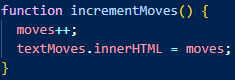 function incrementMoves() {
  moves++;
  textMoves.innerHTML = moves;
}